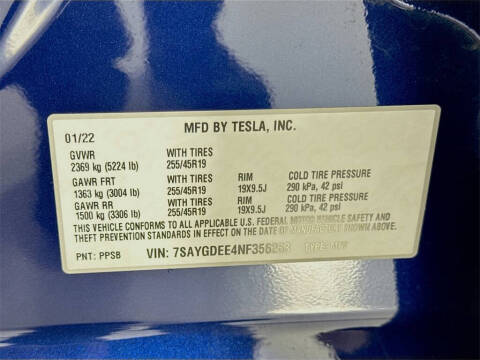 MFD BY TESLA, INC.
01/22
GVWR WITH TIRES
2369 kg (5224 lb) 255/45R19
GAWR FRT WITH TIRES RIM COLD TIRE PRESSURE
1363 kg (3004 lb) 255/45R19 19X9.5J 290 kPa, 42 psi
GAWR RR WITH TIRES RIM COLD TIRE PRESSURE
1500 kg (3306 lb) 255/45R19 19X9.5J 290 kPa, 42 psi
THIS VEHICLE CONFORMS TO ALL APPLICABLE U.S. FEDERAL MOTOR VEHICLE SAFETY AND
THEFT PREVENTION STANDARDS IN EFFECT ON THE DATE OF MANUFACTURE SHOWN ABOVE.
PNT: PPSB VIN: